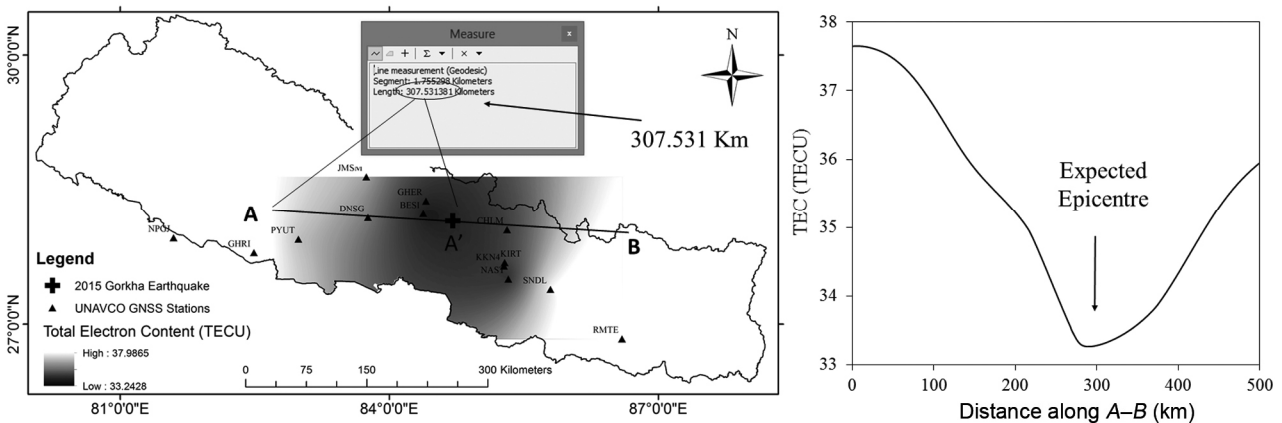 Measure
x
Line measurement (Geodesic)
Segment: 1.755298 Kilometers
Length: 307.531381 Kilometers
307.531 Km
N
30°0'0"N
27°0'0"N
JMSM
GHER
BESI
DNSG
CHLM
A
A'
B
NPGJ
GHRI
PYUT
KKN4
KIRT
NAST
SNDL
RMTE
Legend
2015 Gorkha Earthquake
UNAVCO GNSS Stations
Total Electron Content (TECU)
High : 37.9865
Low : 33.2428
0 75 150 300 Kilometers
81°0'0"E 84°0'0"E 87°0'0"E
TEC (TECU)
38
37
36
35
34
33
Expected
Epicentre
0 100 200 300 400 500
Distance along A–B (km)